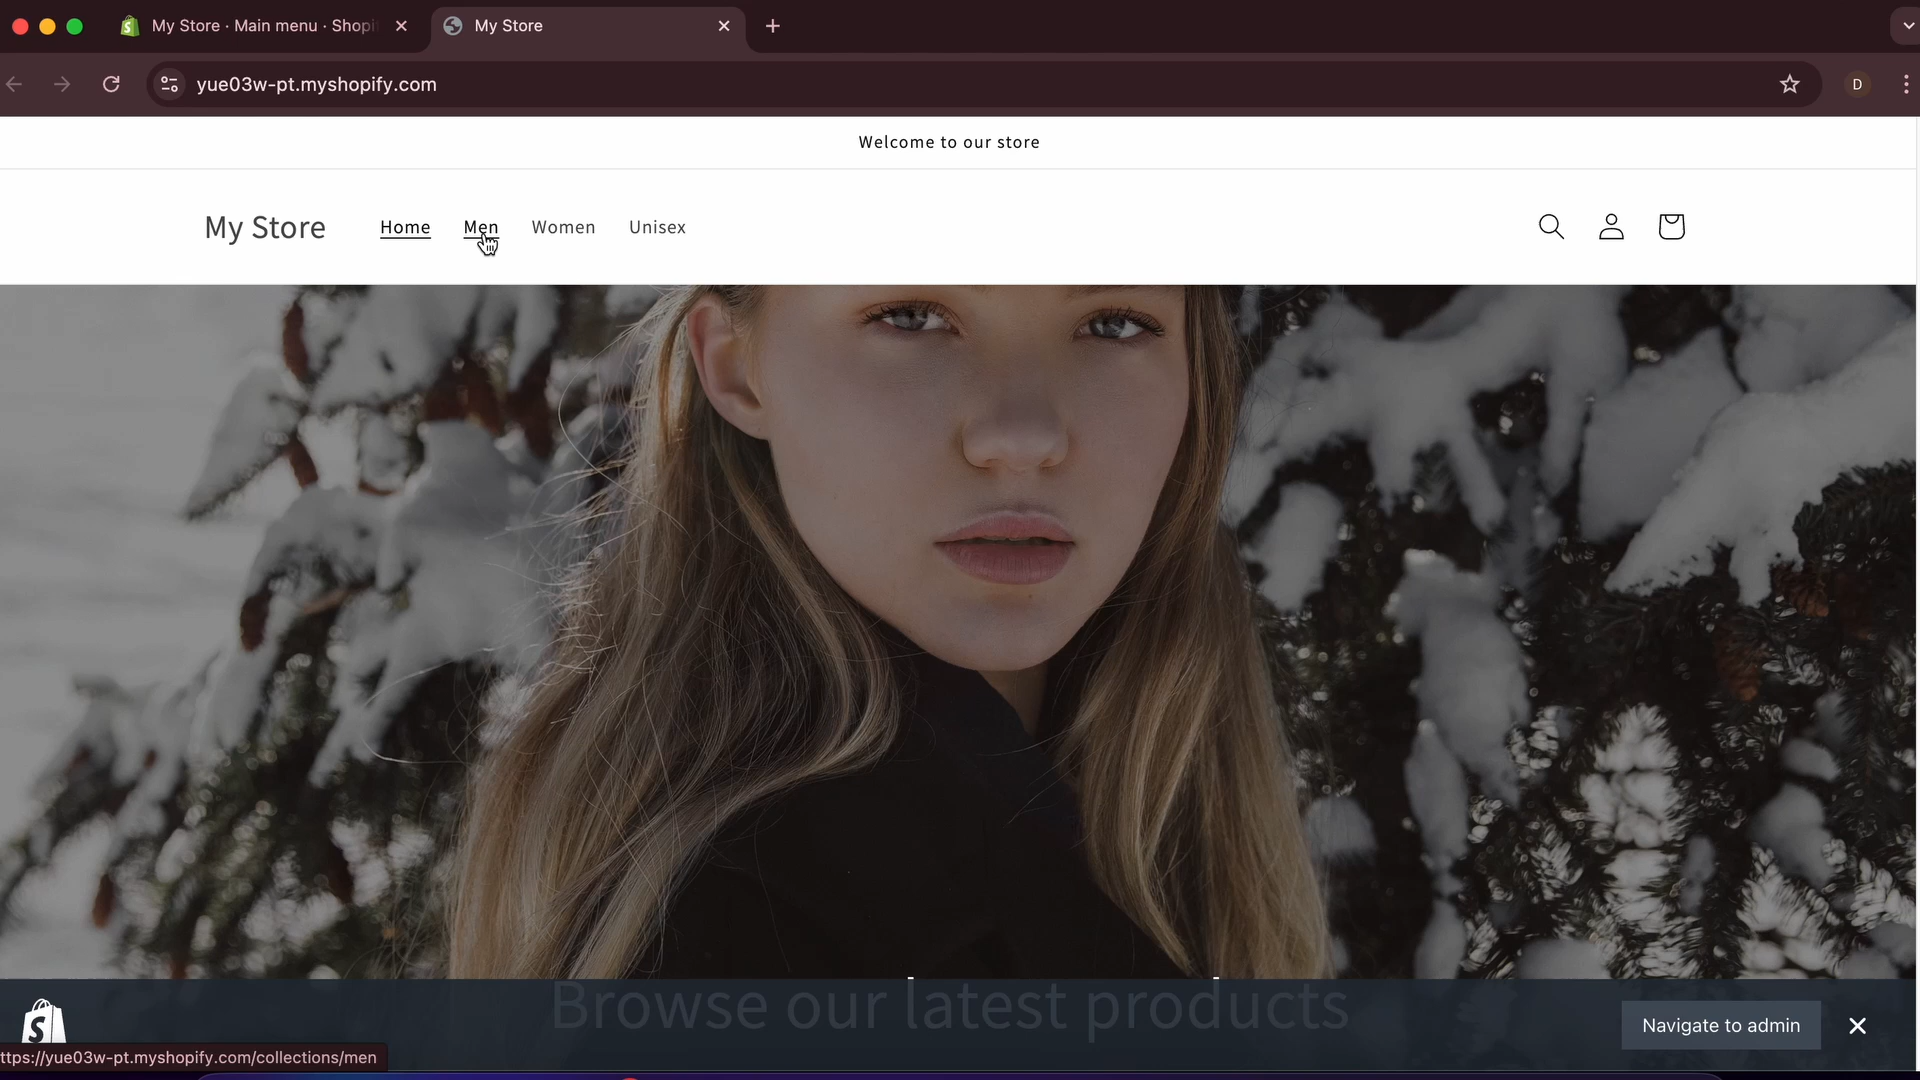 My Store · Main menu · Shopi
My Store
yue03w-pt.myshopify.com
D
Welcome to our store
My Store
Home
Men
Women
Unisex
Browse our latest products
Navigate to admin
ttps://yue03w-pt.myshopify.com/collections/men